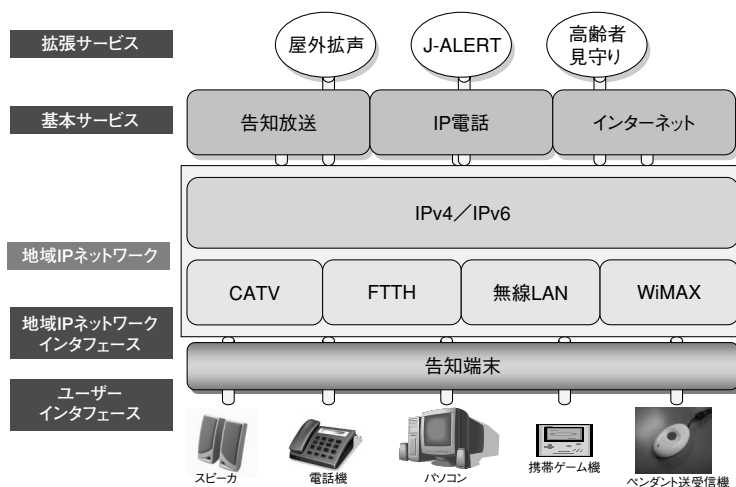 拡張サービス
屋外拡声
J-ALERT
高齢者
見守り
基本サービス
告知放送
IP電話
インターネット
IPv4／IPv6
地域IPネットワーク
CATV
FTTH
無線LAN
WiMAX
地域IPネットワーク
インタフェース
告知端末
ユーザー
インタフェース
スピーカ
電話機
パソコン
携帯ゲーム機
ペンダント送受信機